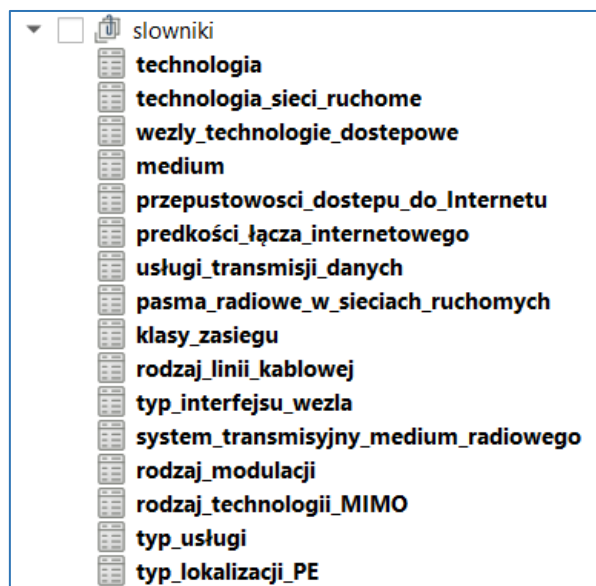 slowniki
technologia
technologia_sieci_ruchome
wezly_technologie_dostepowe
medium
przepustowosci_dostepu_do_Internetu
predkości_łącza_internetowego
usługi_transmisji_danych
pasma_radiowe_w_sieciach_ruchomych
klasy_zasiegu
rodzaj_linii_kablowej
typ_interfejsu_wezla
system_transmisyjny_medium_radiowego
rodzaj_modulacji
rodzaj_technologii_MIMO
typ_usługi
typ_lokalizacji_PE